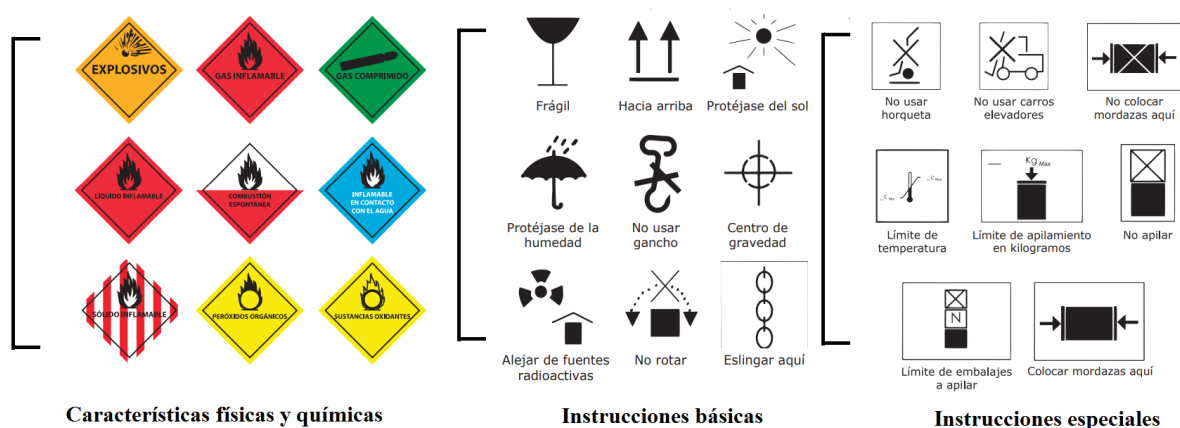 EXPLOSIVOS
GAS INFLAMABLE
GAS COMPRIMIDO
LÍQUIDO INFLAMABLE
COMBUSTIÓN
ESPONTÁNEA
INFLAMABLE
EN CONTACTO
CON EL AGUA
SÓLIDO INFLAMABLE
PERÓXIDOS ORGÁNICOS
SUSTANCIAS OXIDANTES
Características físicas y químicas
Frágil
Hacia arriba
Protéjase del sol
Protéjase de la
humedad
No usar
gancho
Centro de
gravedad
Alejar de fuentes
radioactivas
No rotar
Eslingar aquí
Instrucciones básicas
No usar
horqueta
No usar carros
elevadores
No colocar
mordazas aquí
_C Min
_C Max
Límite de
temperatura
Kg Max
Límite de apilamiento
en kilogramos
No apilar
N
Límite de embalajes
a apilar
Colocar mordazas aquí
Instrucciones especiales